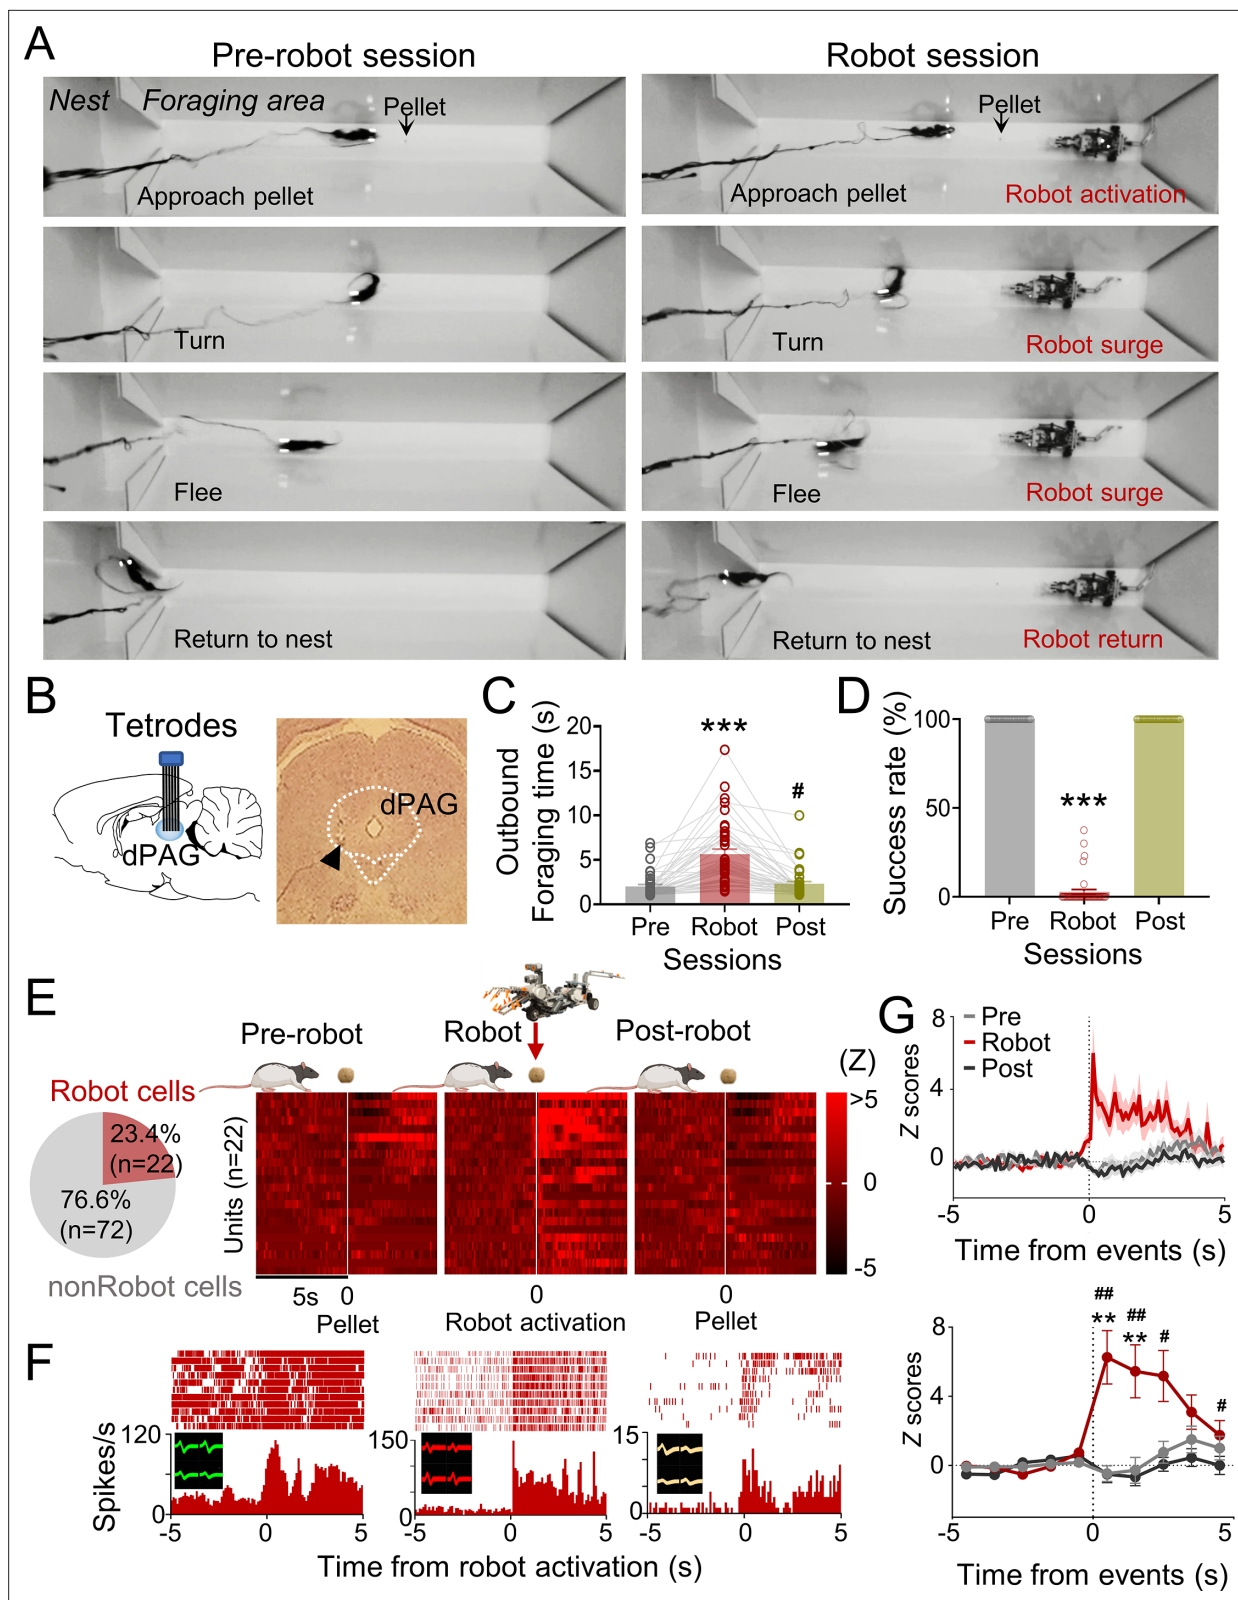 A
Pre-robot session
Robot session
Nest
Foraging area
Pellet
Approach pellet
Pellet
Approach pellet
Robot activation
Turn
Turn
Robot surge
Flee
Flee
Robot surge
Return to nest
Return to nest
Robot return
B
Tetrodes
dPAG
dPAG
C
Outbound
Foraging time (s)
20
15
10
5
0
***
#
Pre
Robot
Post
Sessions
D
Success rate (%)
100
50
0
***
Pre
Robot
Post
Sessions
E
Robot cells
23.4%
(n=22)
76.6%
(n=72)
nonRobot cells
Pre-robot
Robot
Post-robot
(Z)
>5
0
-5
Units (n=22)
5s
0
Pellet
0
Robot activation
0
Pellet
F
Spikes/s
120
0
-5
0
5
150
0
-5
0
5
15
0
-5
0
5
Time from robot activation (s)
G
Z scores
8
4
0
Pre
Robot
Post
-5
0
5
Time from events (s)
Z scores
8
4
0
##
**
##
**
#
#
-5
0
5
Time from events (s)